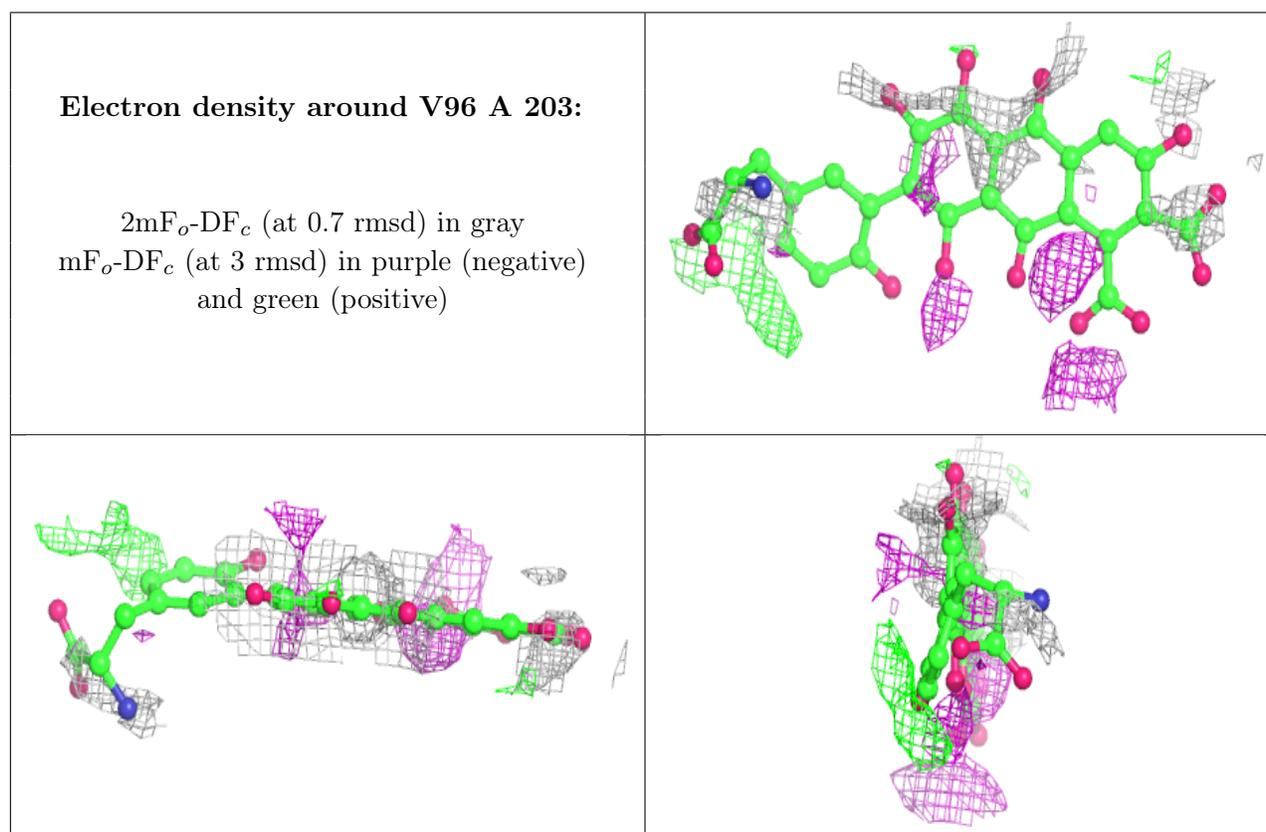 Electron density around V96 A 203:
2mFo-DFc (at 0.7 rmsd) in gray
mFo-DFc (at 3 rmsd) in purple (negative)
and green (positive)